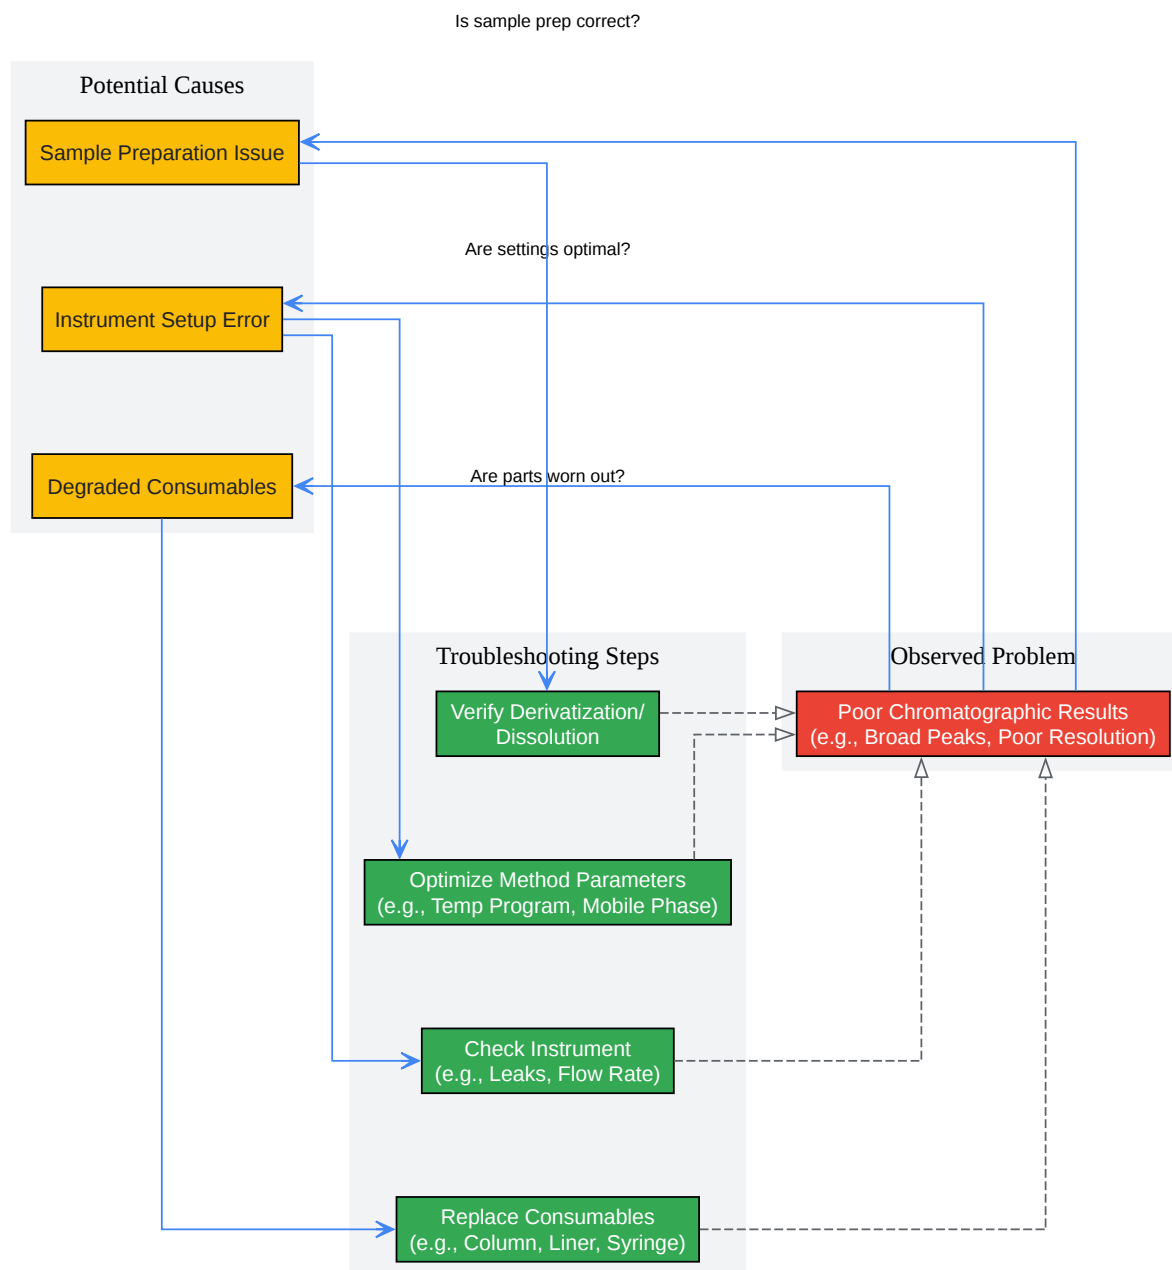 Is sample prep correct?
Potential Causes
Sample Preparation Issue
Are settings optimal?
Instrument Setup Error
Are parts worn out?
Degraded Consumables
Troubleshooting Steps
Observed Problem
Verify Derivatization/
Dissolution
Poor Chromatographic Results
(e.g., Broad Peaks, Poor Resolution)
Optimize Method Parameters
(e.g., Temp Program, Mobile Phase)
Check Instrument
(e.g., Leaks, Flow Rate)
Replace Consumables
(e.g., Column, Liner, Syringe)